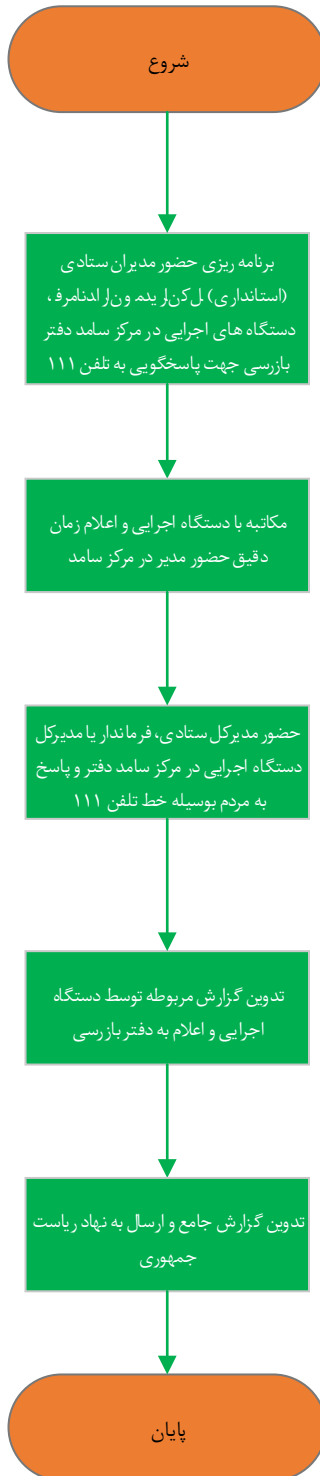 شروع
برنامه ریزی حضور مدیران ستادی
(استانداری) لکنلریدمو ن ارادنامرف،
دستگاه های اجرایی در مرکز سامد دفتر
بازرسی جهت پاسخگویی به تلفن ۱۱۱
مکاتبه با دستگاه اجرایی و اعلام زمان
دقیق حضور مدیر در مرکز سامد
حضور مدیرکل ستادی، فرماندار یا مدیرکل
دستگاه اجرایی در مرکز سامد دفتر و پاسخ
به مردم بوسیله خط تلفن ۱۱۱
تدوین گزارش مربوطه توسط دستگاه
اجرایی و اعلام به دفتر بازرسی
تدوین گزارش جامع و ارسال به نهاد ریاست
جمهوری
پایان